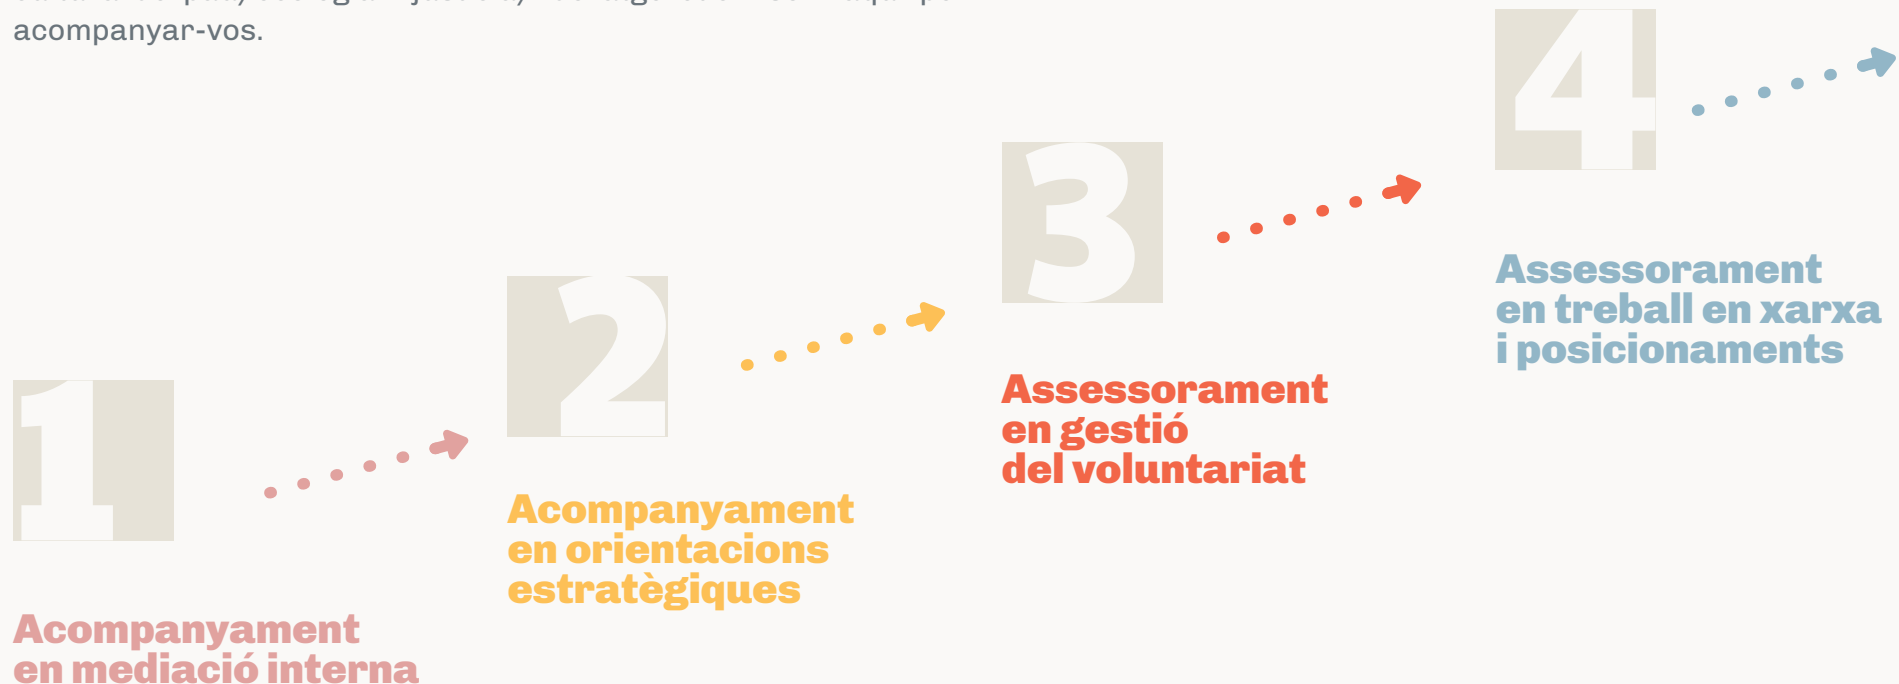 acompanyar-vos.
1
Acompanyament
en mediació interna
2
Acompanyament
en orientacions
estratègiques
3
Assessorament
en gestió
del voluntariat
4
Assessorament
en treball en xarxa
i posicionaments